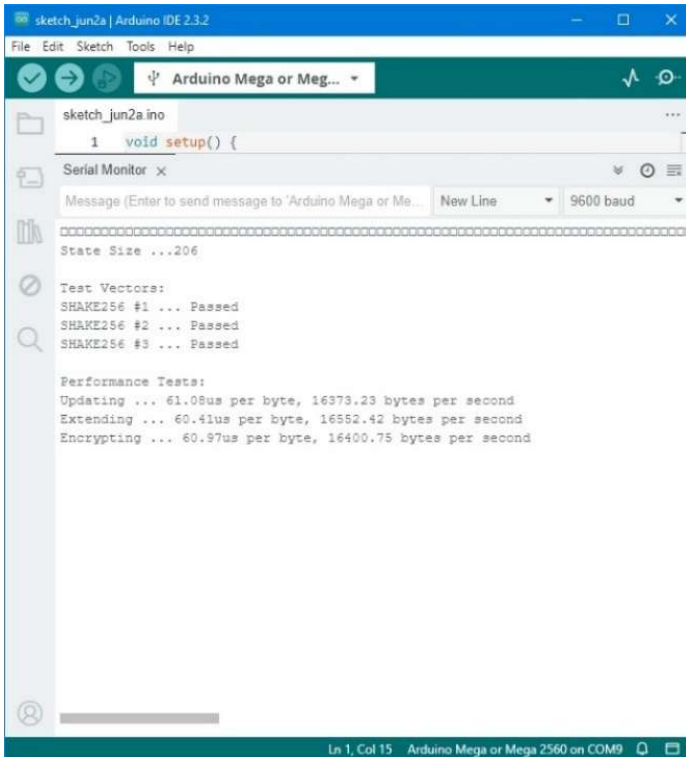 sketch_jun2a | Arduino IDE 2.3.2
File Edit Sketch Tools Help
Arduino Mega or Meg...
sketch_jun2a.ino
1 void setup() {
Serial Monitor
Message (Enter to send message to 'Arduino Mega or Me... New Line 9600 baud
State Size ...206
Test Vectors:
SHAKE256 #1 ... Passed
SHAKE256 #2 ... Passed
SHAKE256 #3 ... Passed
Performance Tests:
Updating ... 61.08us per byte, 16373.23 bytes per second
Extending ... 60.41us per byte, 16552.42 bytes per second
Encrypting ... 60.97us per byte, 16400.75 bytes per second
Ln 1, Col 15 Arduino Mega or Mega 2560 on COM9